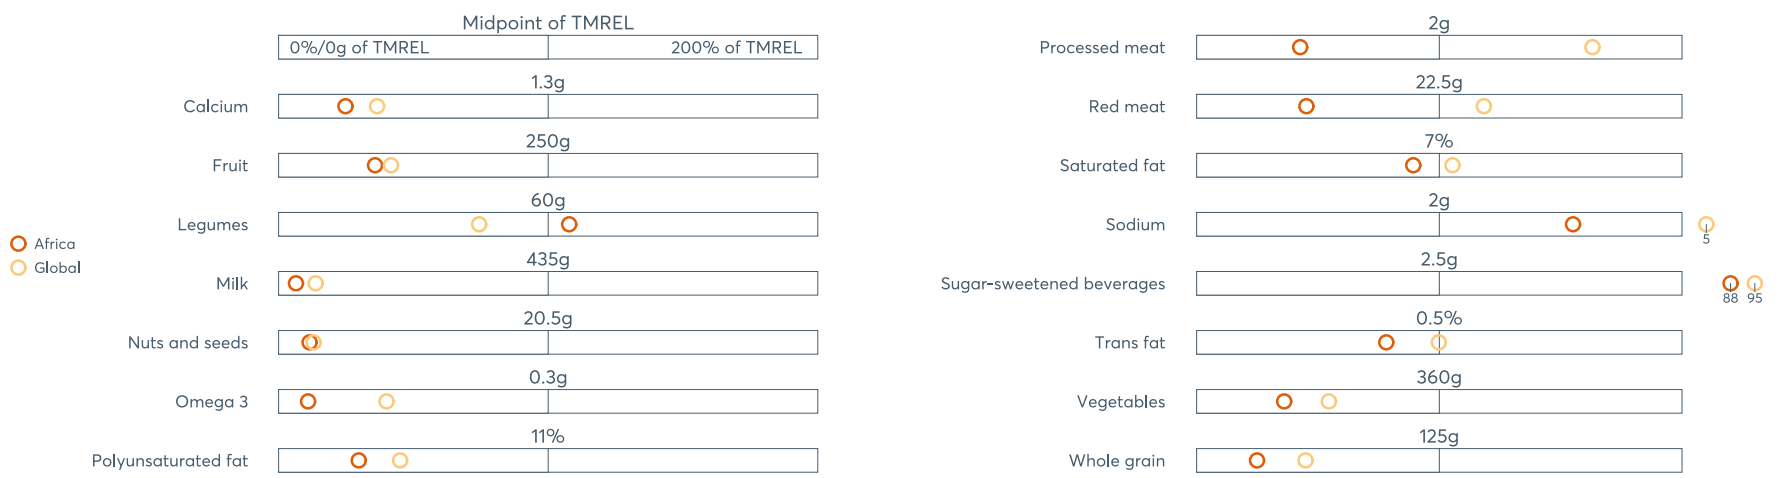 Midpoint of TMREL
0%/0g of TMREL 200% of TMREL
1.3g
Calcium
250g
Fruit
60g
Legumes
435g
Milk
20.5g
Nuts and seeds
0.3g
Omega 3
11%
Polyunsaturated fat
Africa
Global
2g
Processed meat
22.5g
Red meat
7%
Saturated fat
2g
Sodium
5
2.5g
Sugar-sweetened beverages
88 95
0.5%
Trans fat
360g
Vegetables
125g
Whole grain